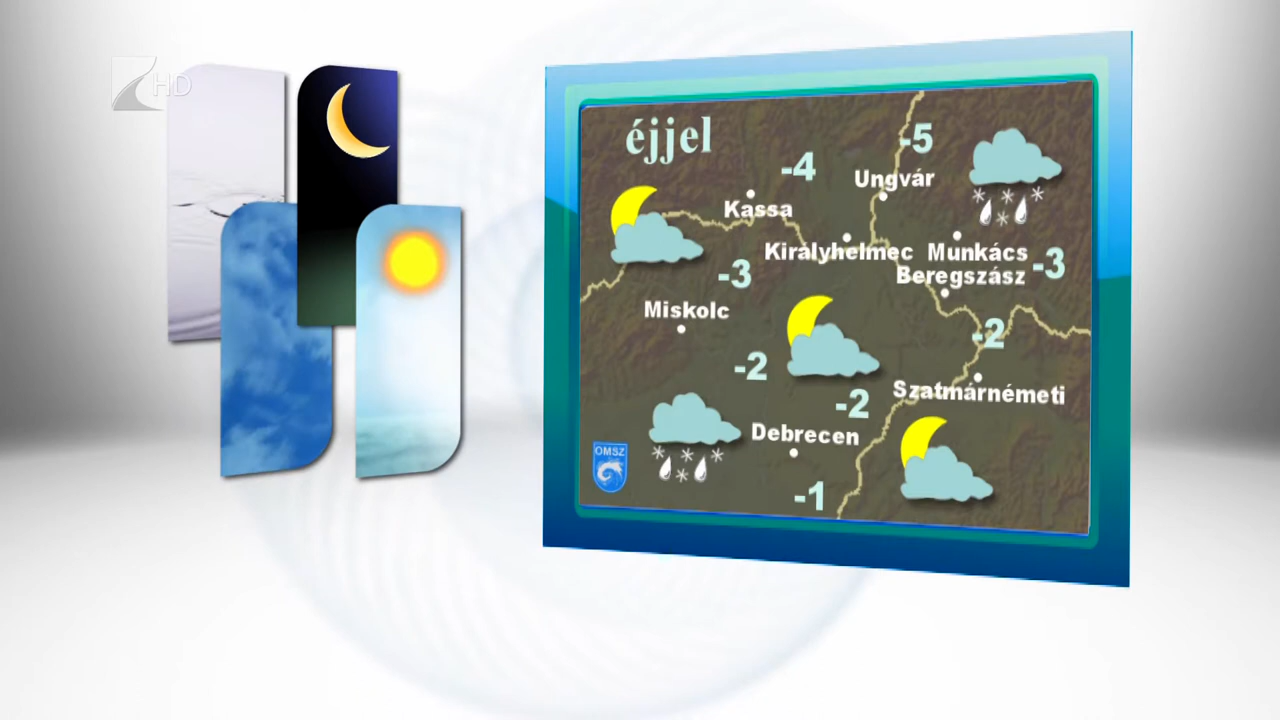 HD
éjjel
-5
-4
Ungvár
Kassa
Királyhelmec
Munkács
-3
Beregszász
-3
Miskolc
-2
-2
Szatmárnémeti
-2
Debrecen
OMSZ
-1